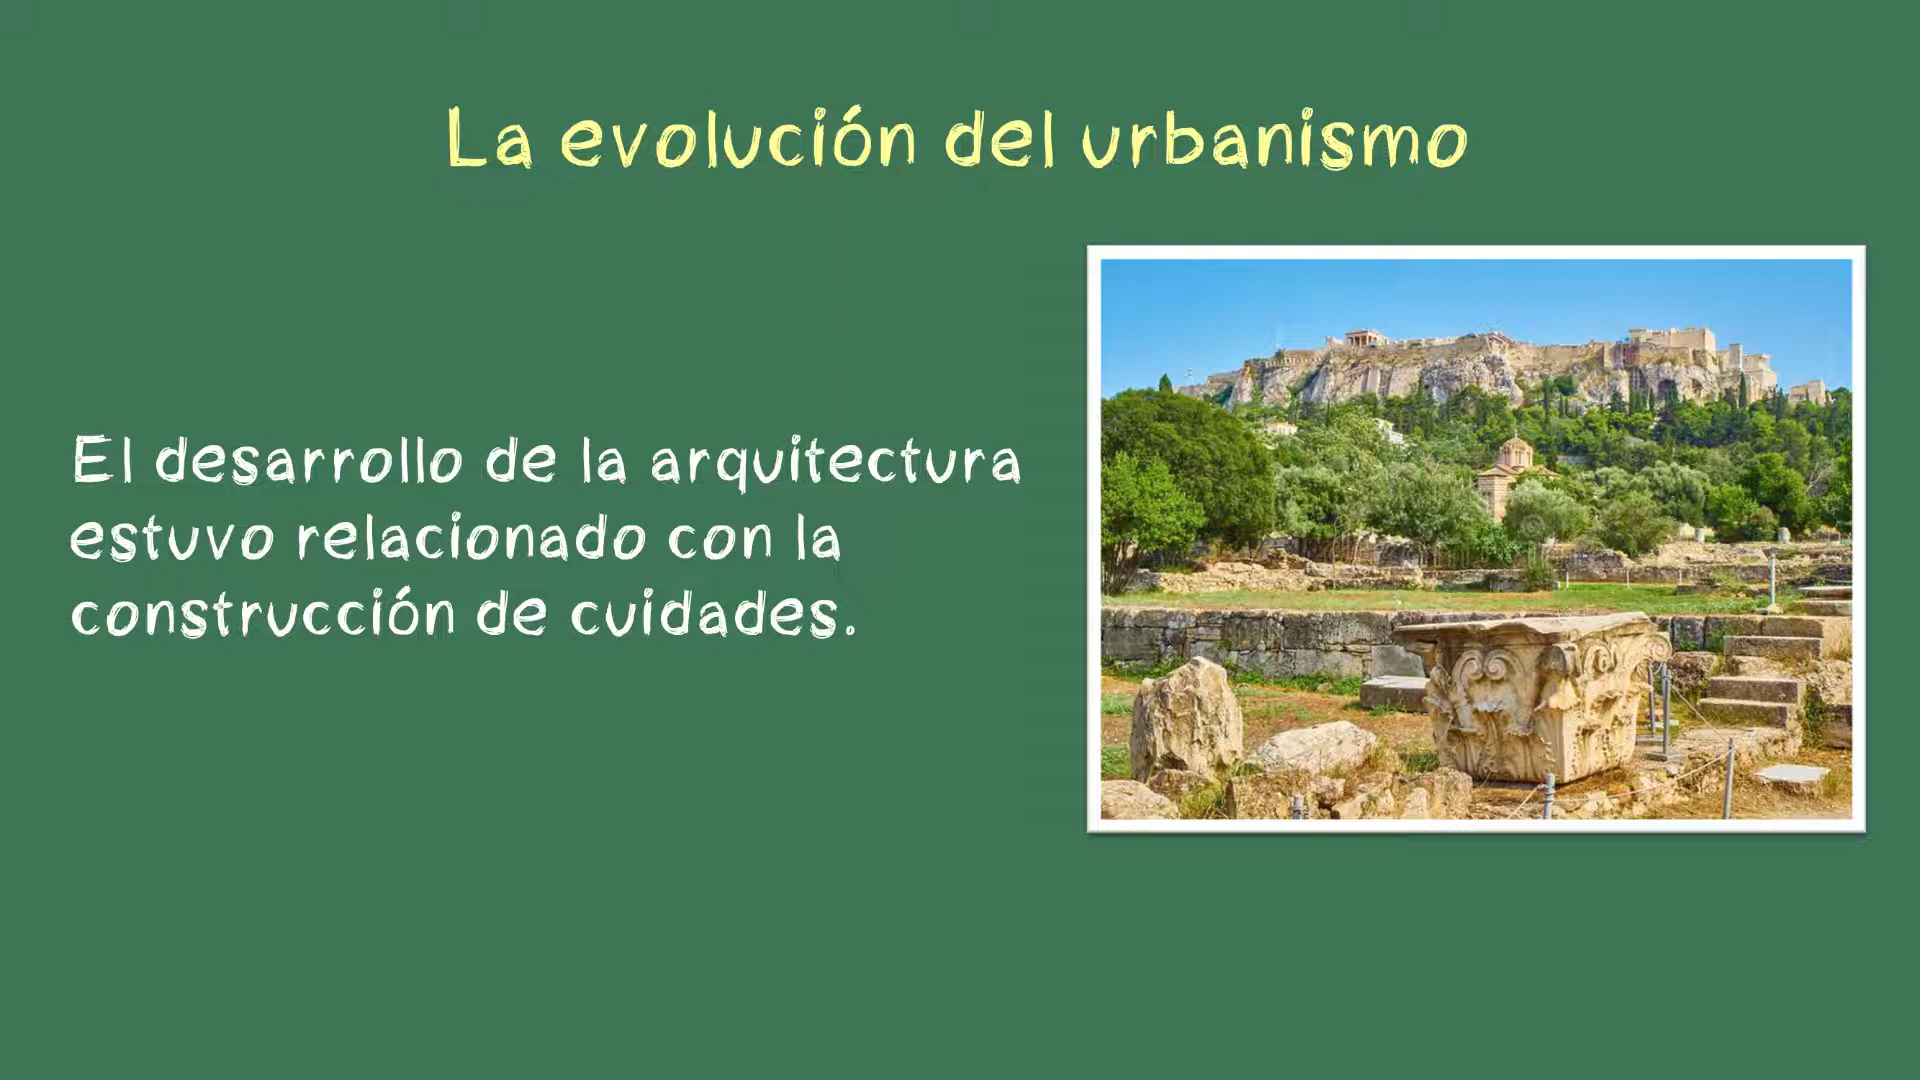 La evolución del urbanismo
El desarrollo de la arquitectura
estuvo relacionado con la
construcción de cuidades.